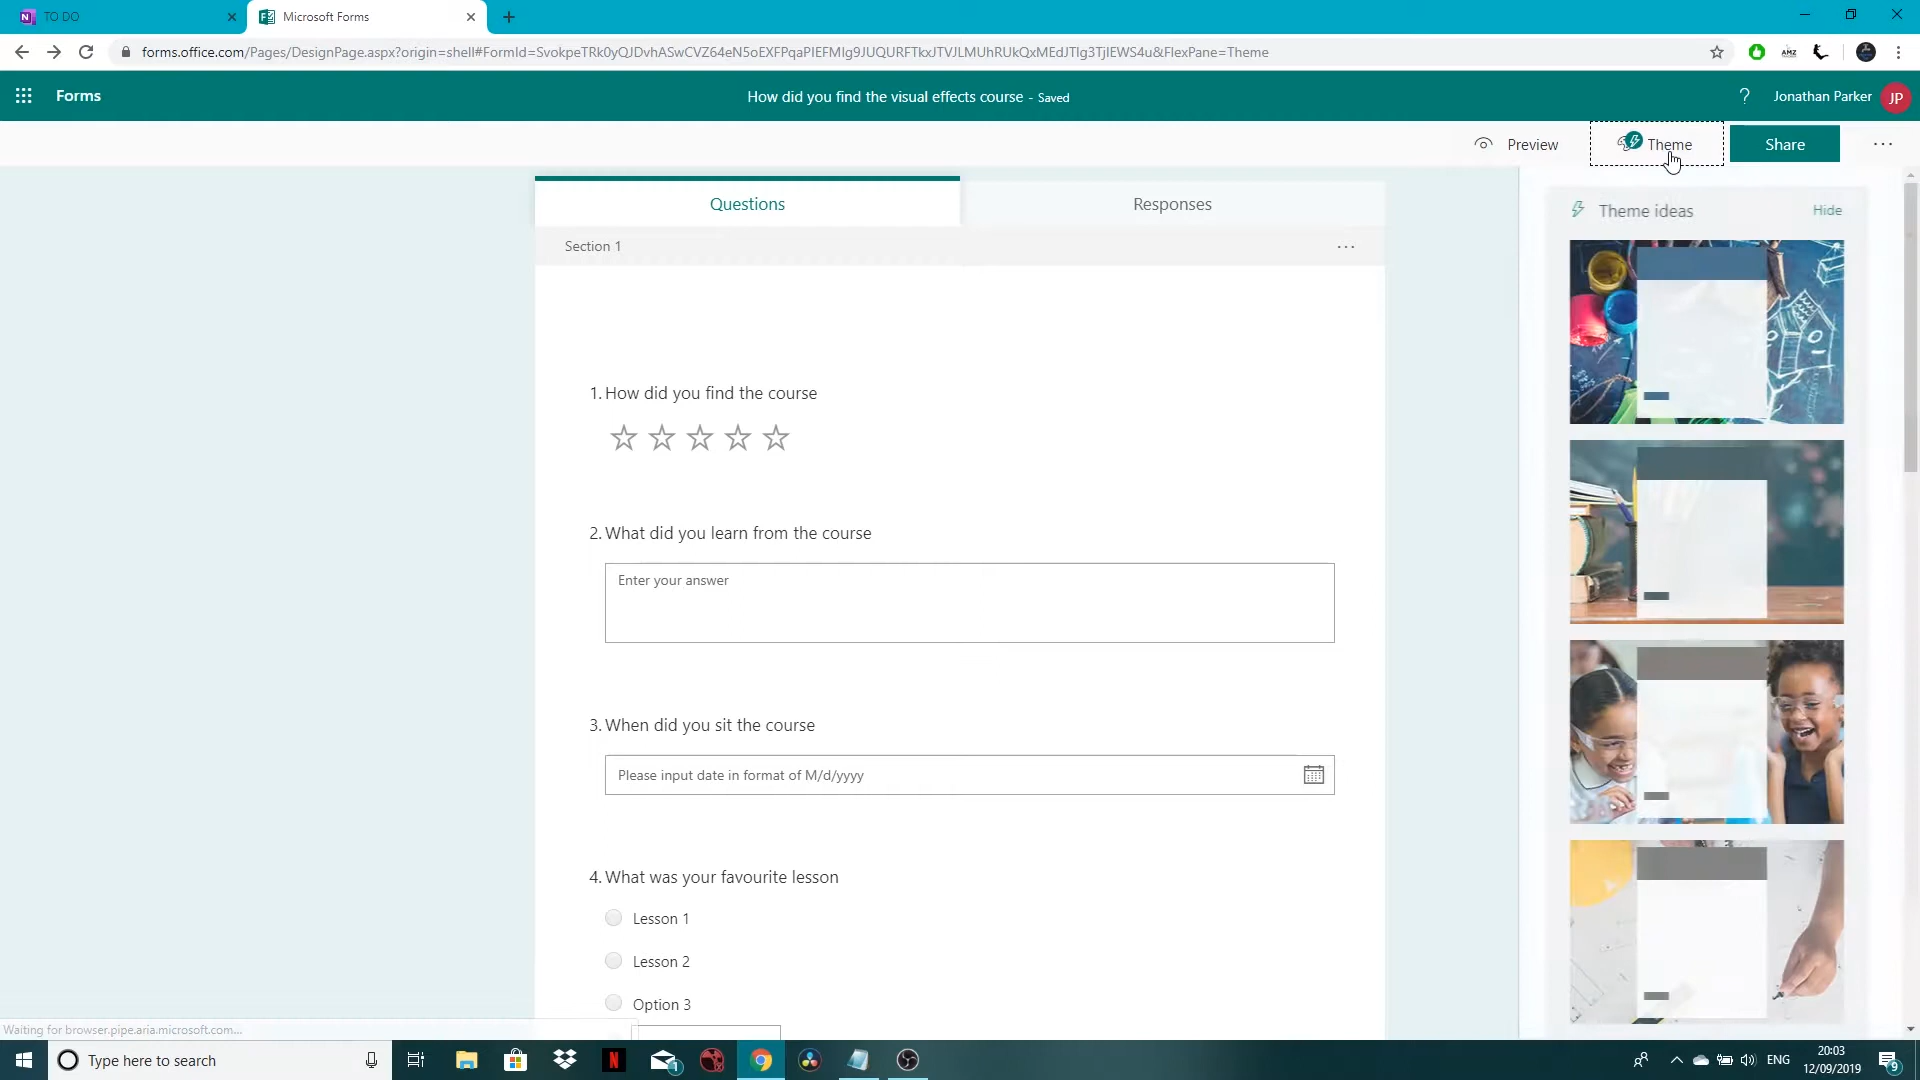 TO DO
Microsoft Forms
forms.office.com/Pages/DesignPage.aspx?origin=shell#FormId=SvokpeTRk0yQJDvhASwCVZ64eN5oEXFPqaPIEFMIg9JUQURFTkxJTVJLMUhRUkQxMEdJTlg3TjlEWS4u&FlexPane=Theme
AMZ
Forms
How did you find the visual effects course - Saved
? Jonathan Parker JP
Preview
Theme
Share
Questions
Responses
Theme ideas
Hide
Section 1
1. How did you find the course
2. What did you learn from the course
Enter your answer
3. When did you sit the course
Please input date in format of M/d/yyyy
4. What was your favourite lesson
Lesson 1
Lesson 2
Option 3
Waiting for browser.pipe.aria.microsoft.com...
Type here to search
1
ENG
20:03
12/09/2019
9